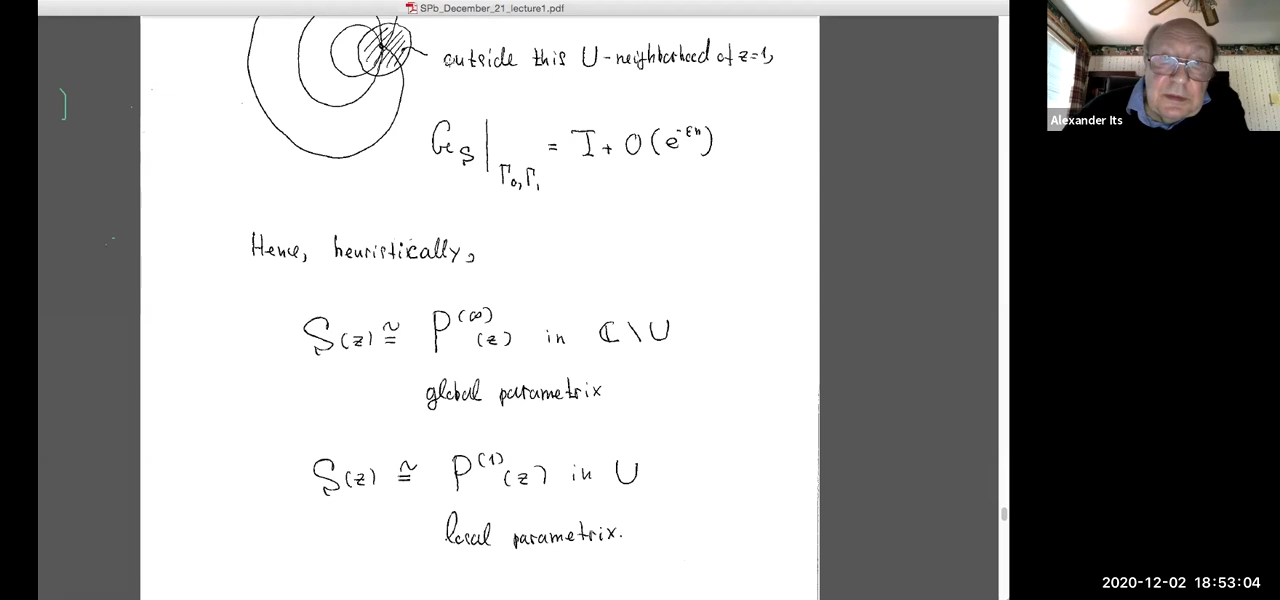 SPb_December_21_lecture1.pdf
outside this U-neighborhood of z=1,
G_S | Γ₀,Γ₁ = I + O(e^{-εn})
Hence, heuristically,
S(z) ≅ P^{(∞)}(z) in ℂ\U
global parametrix
S(z) ≅ P^{(1)}(z) in U
local parametrix.
Alexander Its
2020-12-02 18:53:04